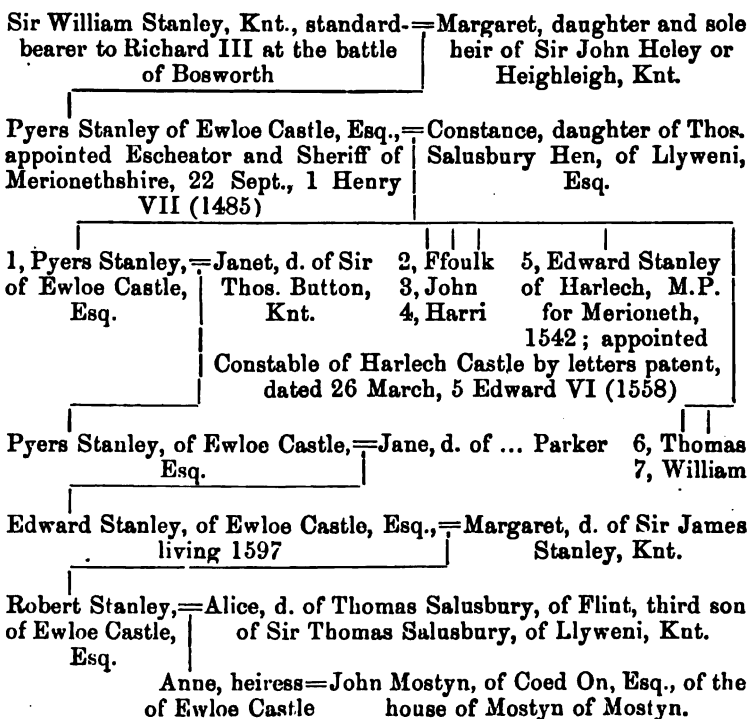 Sir William Stanley, Knt., standard-=Margaret, daughter and sole
bearer to Richard III at the battle heir of Sir John Heley or
of Bosworth Heighleigh, Knt.
Pyers Stanley of Ewloe Castle, Esq.,=Constance, daughter of Thos.
appointed Escheator and Sheriff of Salusbury Hen, of Llyweni,
Merionethshire, 22 Sept., 1 Henry Esq.
VII (1485)
1, Pyers Stanley,=Janet, d. of Sir 2, Ffoulk 5, Edward Stanley
of Ewloe Castle, Thos. Button, 3, John of Harlech, M.P.
Esq. Knt. 4, Harri for Merioneth,
1542; appointed
Constable of Harlech Castle by letters patent,
dated 26 March, 5 Edward VI (1558)
Pyers Stanley, of Ewloe Castle,=Jane, d. of ... Parker 6, Thomas
Esq. 7, William
Edward Stanley, of Ewloe Castle, Esq.,=Margaret, d. of Sir James
living 1597 Stanley, Knt.
Robert Stanley,=Alice, d. of Thomas Salusbury, of Flint, third son
of Ewloe Castle, of Sir Thomas Salusbury, of Llyweni, Knt.
Esq.
Anne, heiress=John Mostyn, of Coed On, Esq., of the
of Ewloe Castle house of Mostyn of Mostyn.